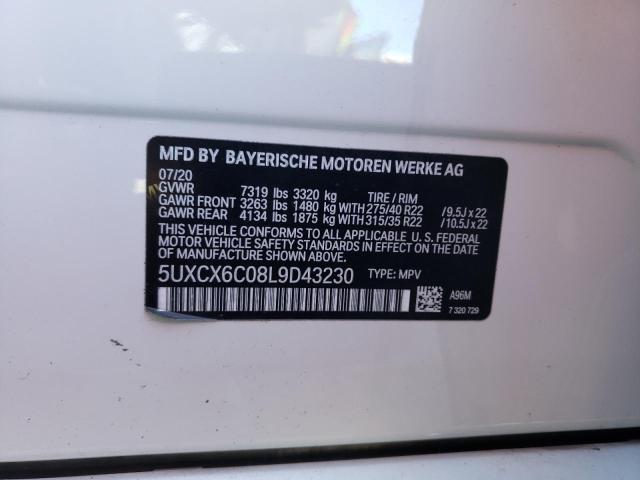 MFD BY BAYERISCHE MOTOREN WERKE AG
07/20
GVWR 7319 lbs 3320 kg TIRE / RIM
GAWR FRONT 3263 lbs 1480 kg WITH 275/40 R22 /9.5J x 22
GAWR REAR 4134 lbs 1875 kg WITH 315/35 R22 /10.5J x 22
THIS VEHICLE CONFORMS TO ALL APPLICABLE U. S. FEDERAL
MOTOR VEHICLE SAFETY STANDARDS IN EFFECT
ON THE DATE OF MANUFACTURE SHOWN ABOVE.
5UXCX6C08L9D43230 TYPE: MPV
A96M
7 320 729